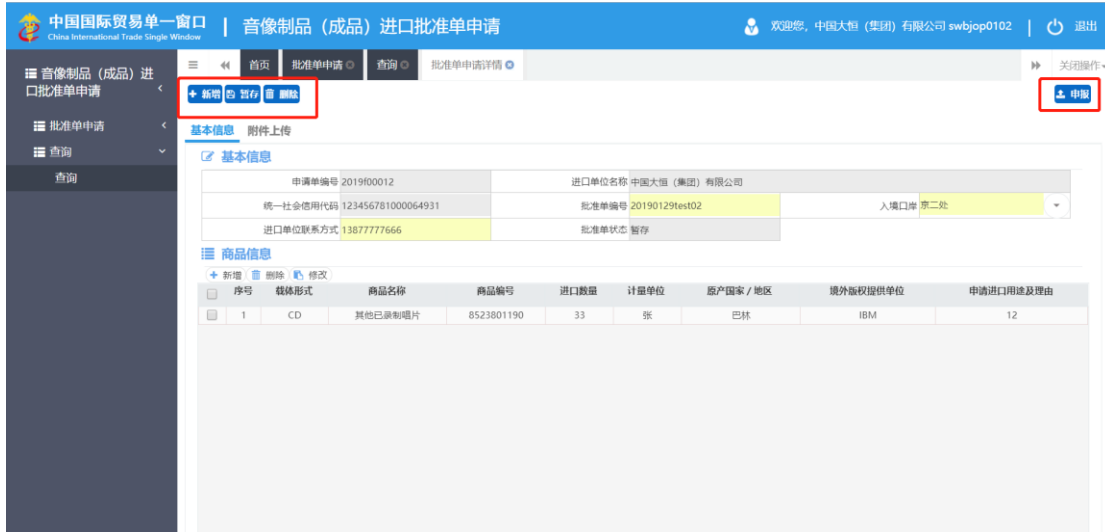 中国国际贸易单一窗口 | 音像制品（成品）进口批准单申请 欢迎您，中国大恒（集团）有限公司 swbjop0102 | 退出
China International Trade Single Window
音像制品（成品）进口批准单申请
批准单申请
查询
查询
首页 批准单申请 查询 批准单申请详情 关闭操作
新增 暂存 删除 申报
基本信息 附件上传
基本信息
申请单编号 2019f00012 进口单位名称 中国大恒（集团）有限公司
统一社会信用代码 123456781000064931 批准单编号 20190129test02 入境口岸 京二处
进口单位联系方式 13877777666 批准单状态 暂存
商品信息
新增 删除 修改
序号 载体形式 商品名称 商品编号 进口数量 计量单位 原产国家/地区 境外版权提供单位 申请进口用途及理由
1 CD 其他已录制唱片 8523801190 33 张 巴林 IBM 12